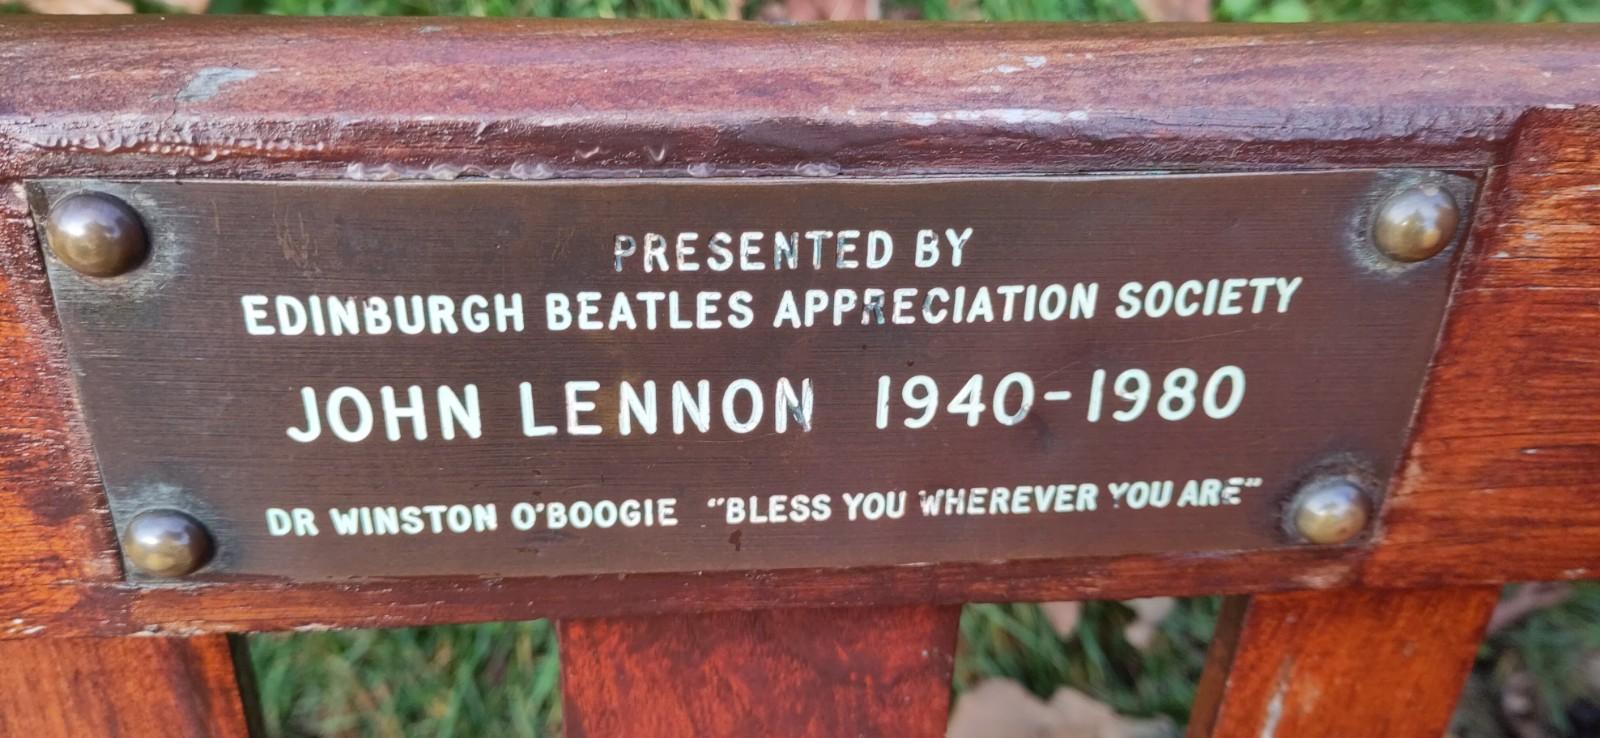 PRESENTED BY
EDINBURGH BEATLES APPRECIATION SOCIETY
JOHN LENNON 1940-1980
DR WINSTON O'BOOGIE "BLESS YOU WHEREVER YOU ARE"